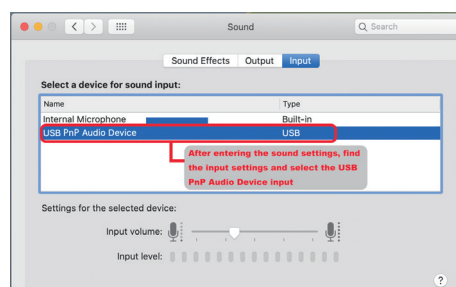 Sound
Search
Sound Effects Output Input
Select a device for sound input:
Name Type
Internal Microphone Built-in
USB PnP Audio Device USB
After entering the sound settings, find
the input settings and select the USB
PnP Audio Device input
Settings for the selected device:
Input volume:
Input level:
?